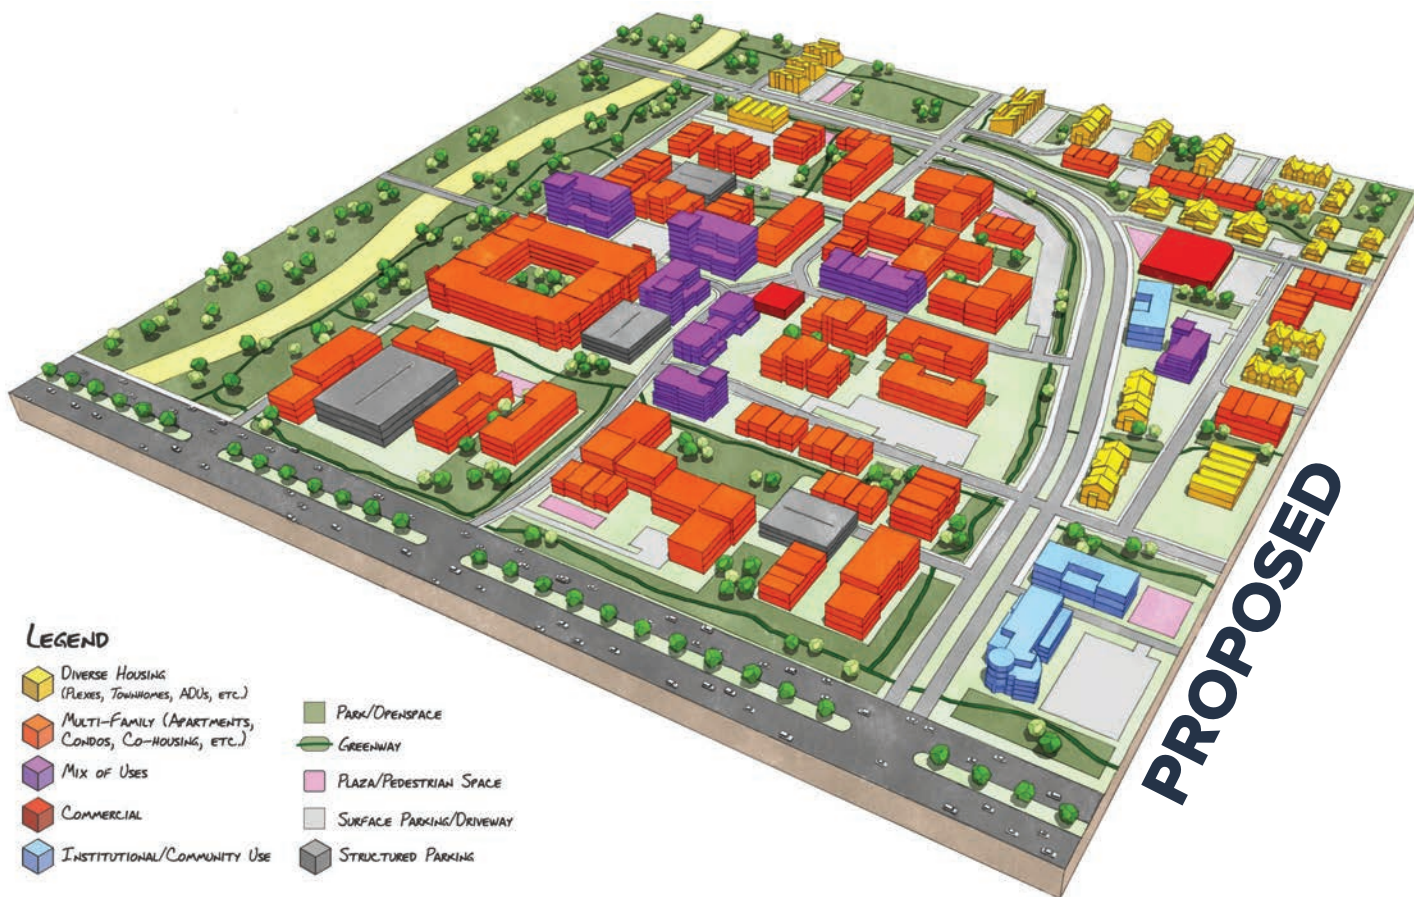 LEGEND
DIVERSE HOUSING
(PLEXES, TOWNHOMES, ADUS, ETC.)
MULTI-FAMILY (APARTMENTS,
CONDOS, CO-HOUSING, ETC.)
MIX OF USES
COMMERCIAL
INSTITUTIONAL/COMMUNITY USE
PARK/OPENSPACE
GREENWAY
PLAZA/PEDESTRIAN SPACE
SURFACE PARKING/DRIVEWAY
STRUCTURED PARKING
PROPOSED